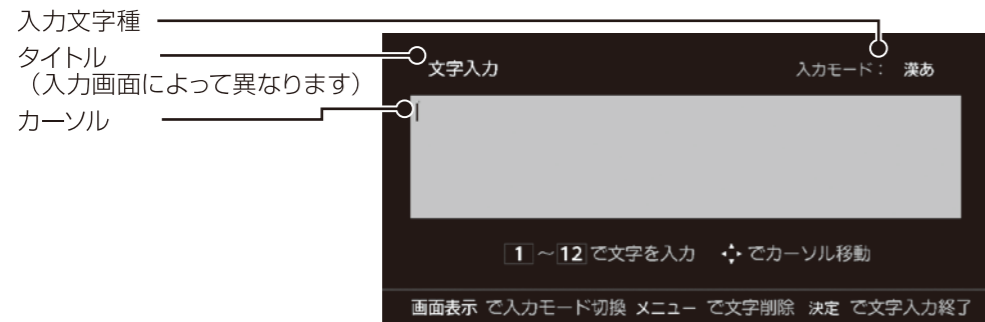 入力文字種
タイトル
（入力画面によって異なります）
カーソル
文字入力 入力モード： 漢あ
1 ～ 12 で文字を入力 でカーソル移動
画面表示 で入力モード切換 メニュー で文字削除 決定 で文字入力終了